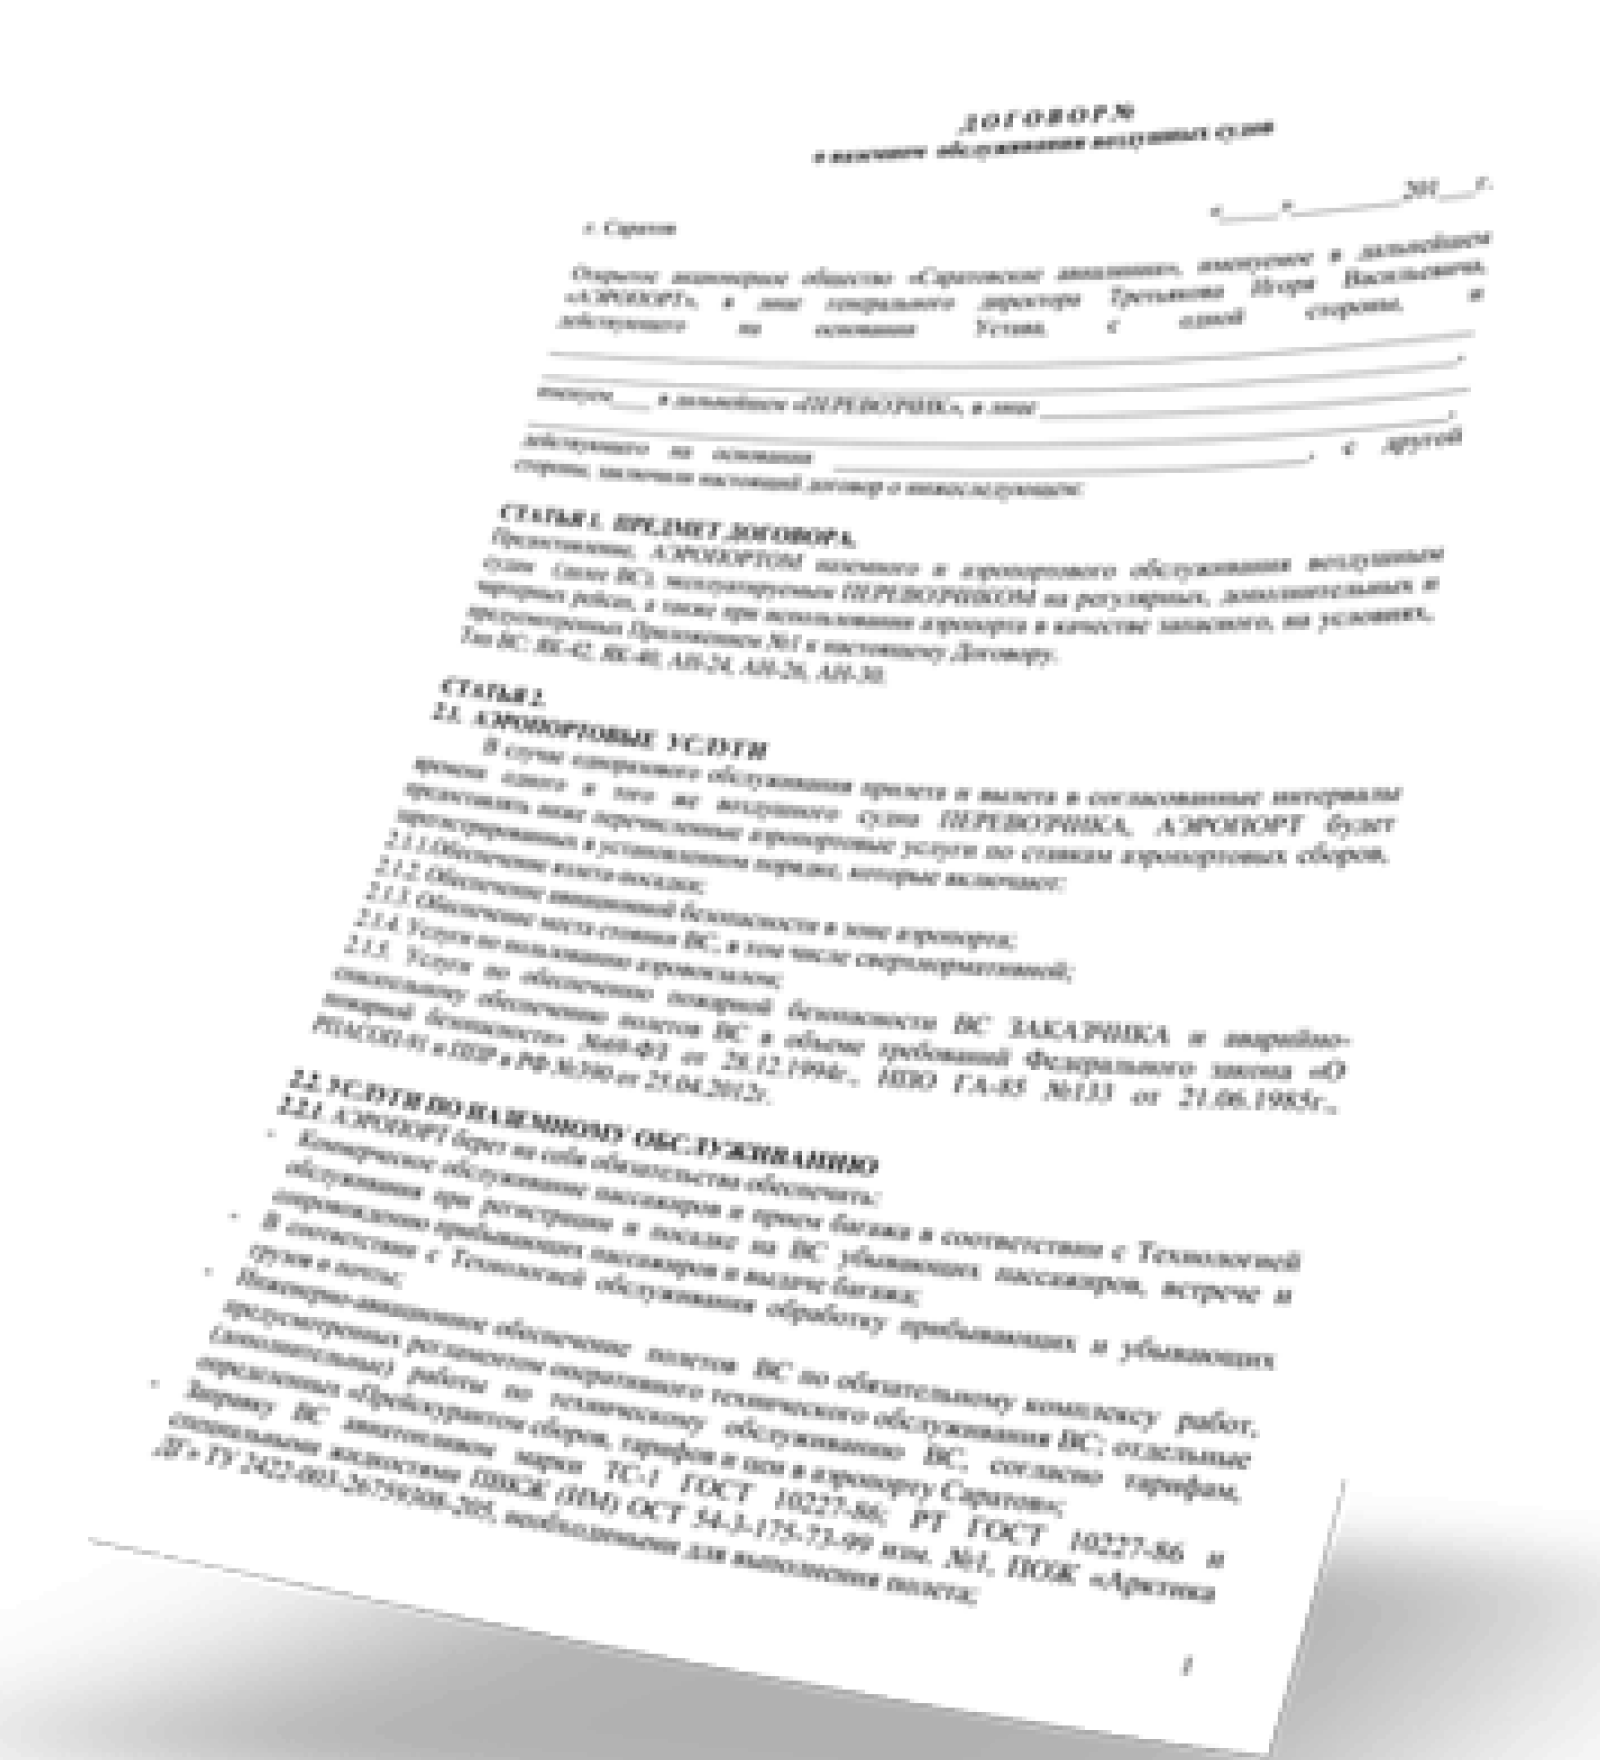 ДОГОВОР №
о наземном обслуживании воздушных судов
«_____»__________201___г.
г. Саратов
Открытое акционерное общество «Саратовские авиалинии», именуемое в дальнейшем
«АЭРОПОРТ», в лице генерального директора Третьякова Игоря Васильевича,
действующего на основании Устава, с одной стороны, и
,
именуем___ в дальнейшем «ПЕРЕВОЗЧИК», в лице
,
действующего на основании , с другой
стороны, заключили настоящий договор о нижеследующем:
СТАТЬЯ 1. ПРЕДМЕТ ДОГОВОРА.
Предоставление, АЭРОПОРТОМ наземного и аэропортового обслуживания воздушным
судам (далее ВС), эксплуатируемым ПЕРЕВОЗЧИКОМ на регулярных, дополнительных и
чартерных рейсах, а также при использовании аэропорта в качестве запасного, на условиях,
предусмотренных Приложением №1 к настоящему Договору.
Тип ВС: ЯК-42, ЯК-40, АН-24, АН-26, АН-30.
СТАТЬЯ 2.
2.1. АЭРОПОРТОВЫЕ УСЛУГИ
В случае одноразового обслуживания прилета и вылета в согласованные интервалы
времени одного и того же воздушного судна ПЕРЕВОЗЧИКА, АЭРОПОРТ будет
предоставлять ниже перечисленные аэропортовые услуги по ставкам аэропортовых сборов,
зарегистрированных в установленном порядке, которые включают:
2.1.1.Обеспечение взлета-посадки;
2.1.2. Обеспечение авиационной безопасности в зоне аэропорта;
2.1.3. Обеспечение места стоянки ВС, в том числе сверхнормативной;
2.1.4. Услуги по пользованию аэровокзалом;
2.1.5. Услуги по обеспечению пожарной безопасности ВС ЗАКАЗЧИКА и аварийно-
спасательному обеспечению полетов ВС в объеме требований Федерального закона «О
пожарной безопасности» №69-ФЗ от 26.12.1994г., НПО ГА-85 №133 от 21.06.1985г.,
РПАСОП-91 и ППР в РФ №390 от 25.04.2012г.
2.2. УСЛУГИ ПО НАЗЕМНОМУ ОБСЛУЖИВАНИЮ
2.2.1. АЭРОПОРТ берет на себя обязательства обеспечить:
- Коммерческое обслуживание пассажиров и прием багажа в соответствии с Технологией
обслуживания при регистрации и посадке на ВС убывающих пассажиров, встрече и
сопровождению прибывающих пассажиров и выдаче багажа;
- В соответствии с Технологией обслуживания обработку прибывающих и убывающих
грузов и почты;
- Инженерно-авиационное обеспечение полетов ВС по обязательному комплексу работ,
предусмотренных регламентом оперативного технического обслуживания ВС; отдельные
(дополнительные) работы по техническому обслуживанию ВС, согласно тарифам,
определенных «Прейскурантом сборов, тарифов и цен в аэропорту Саратов»;
- Заправку ВС авиатопливом марки ТС-1 ГОСТ 10227-86; РТ ГОСТ 10227-86 и
специальными жидкостями ПВКЖ (ИМ) ОСТ 54-3-175-73-99 изм. №1, ПОЖ «Арктика
ДГ» ТУ 2422-003-26759308-205, необходимыми для выполнения полета;
1